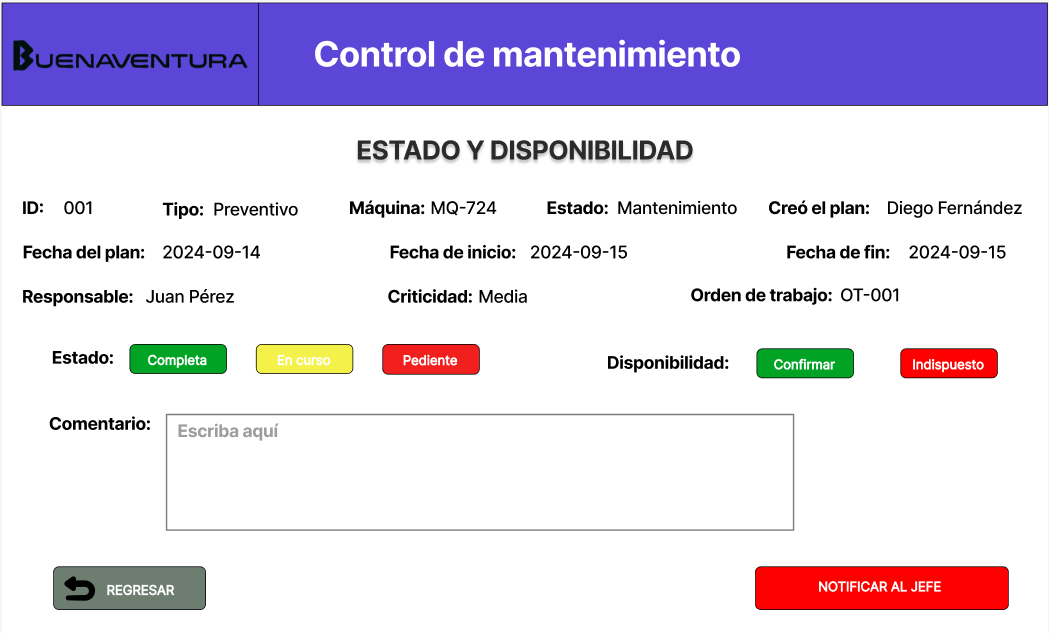 BUENAVENTURA
Control de mantenimiento
ESTADO Y DISPONIBILIDAD
ID: 001 Tipo: Preventivo Máquina: MQ-724 Estado: Mantenimiento Creó el plan: Diego Fernández
Fecha del plan: 2024-09-14 Fecha de inicio: 2024-09-15 Fecha de fin: 2024-09-15
Responsable: Juan Pérez Criticidad: Media Orden de trabajo: OT-001
Estado: Completa En curso Pediente Disponibilidad: Confirmar Indispuesto
Comentario: Escriba aquí
REGRESAR NOTIFICAR AL JEFE